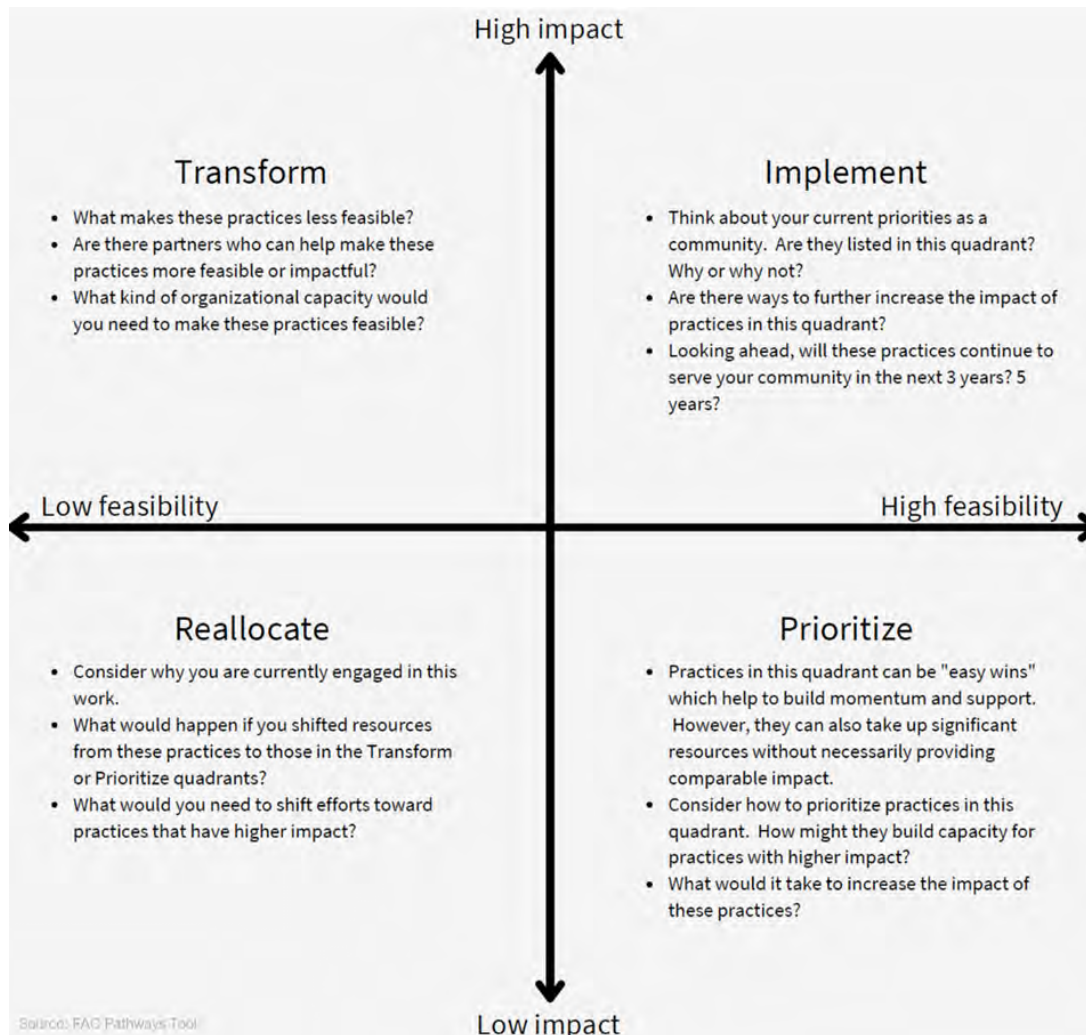 High impact
Transform
• What makes these practices less feasible?
• Are there partners who can help make these
practices more feasible or impactful?
• What kind of organizational capacity would
you need to make these practices feasible?
Implement
• Think about your current priorities as a
community.  Are they listed in this quadrant?
Why or why not?
• Are there ways to further increase the impact of
practices in this quadrant?
• Looking ahead, will these practices continue to
serve your community in the next 3 years? 5
years?
Low feasibility
High feasibility
Reallocate
• Consider why you are currently engaged in this
work.
• What would happen if you shifted resources
from these practices to those in the Transform
or Prioritize quadrants?
• What would you need to shift efforts toward
practices that have higher impact?
Prioritize
• Practices in this quadrant can be "easy wins"
which help to build momentum and support.
However, they can also take up significant
resources without necessarily providing
comparable impact.
• Consider how to prioritize practices in this
quadrant.  How might they build capacity for
practices with higher impact?
• What would it take to increase the impact of
these practices?
Source: FAC Pathways Tool
Low impact